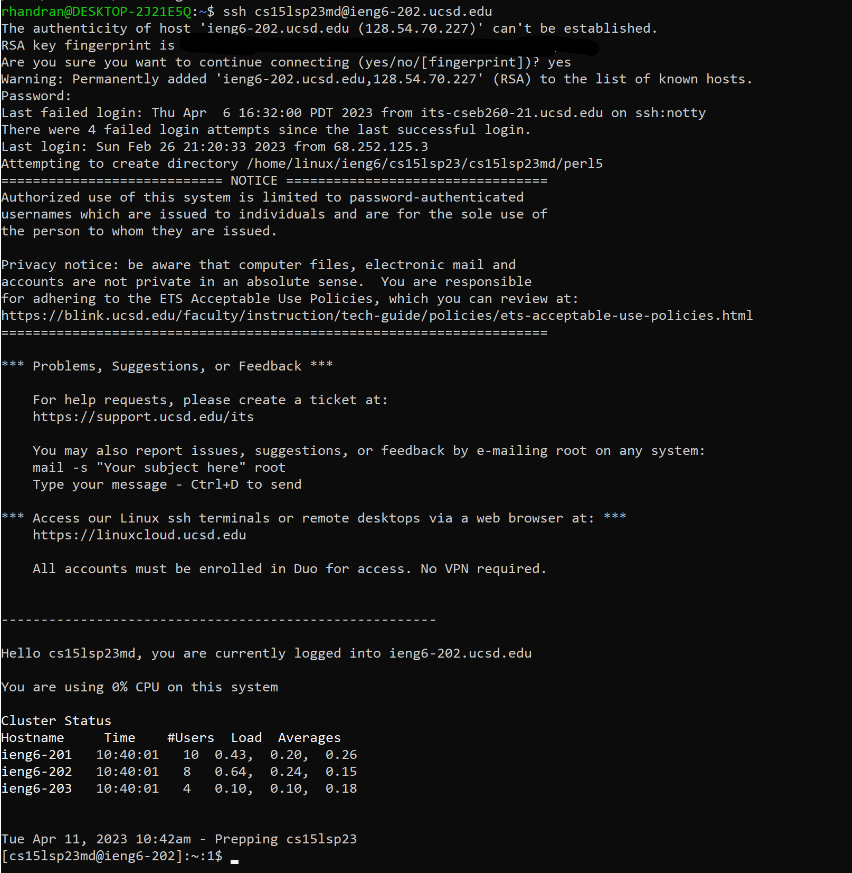 rhandran@DESKTOP-2J21E5Q:~$ ssh cs15lsp23md@ieng6-202.ucsd.edu
The authenticity of host 'ieng6-202.ucsd.edu (128.54.70.227)' can't be established.
RSA key fingerprint is
Are you sure you want to continue connecting (yes/no/[fingerprint])? yes
Warning: Permanently added 'ieng6-202.ucsd.edu,128.54.70.227' (RSA) to the list of known hosts.
Password:
Last failed login: Thu Apr  6 16:32:00 PDT 2023 from its-cseb260-21.ucsd.edu on ssh:notty
There were 4 failed login attempts since the last successful login.
Last login: Sun Feb 26 21:20:33 2023 from 68.252.125.3
Attempting to create directory /home/linux/ieng6/cs15lsp23/cs15lsp23md/perl5
============================ NOTICE =================================
Authorized use of this system is limited to password-authenticated
usernames which are issued to individuals and are for the sole use of
the person to whom they are issued.

Privacy notice: be aware that computer files, electronic mail and
accounts are not private in an absolute sense.  You are responsible
for adhering to the ETS Acceptable Use Policies, which you can review at:
https://blink.ucsd.edu/faculty/instruction/tech-guide/policies/ets-acceptable-use-policies.html
=====================================================================

*** Problems, Suggestions, or Feedback ***

    For help requests, please create a ticket at:
    https://support.ucsd.edu/its

    You may also report issues, suggestions, or feedback by e-mailing root on any system:
    mail -s "Your subject here" root
    Type your message - Ctrl+D to send

*** Access our Linux ssh terminals or remote desktops via a web browser at: ***
    https://linuxcloud.ucsd.edu

    All accounts must be enrolled in Duo for access. No VPN required.


-------------------------------------------------------

Hello cs15lsp23md, you are currently logged into ieng6-202.ucsd.edu

You are using 0% CPU on this system

Cluster Status
Hostname     Time    #Users  Load  Averages
ieng6-201   10:40:01   10  0.43,  0.20,  0.26
ieng6-202   10:40:01   8   0.64,  0.24,  0.15
ieng6-203   10:40:01   4   0.10,  0.10,  0.18


Tue Apr 11, 2023 10:42am - Prepping cs15lsp23
[cs15lsp23md@ieng6-202]:~:1$